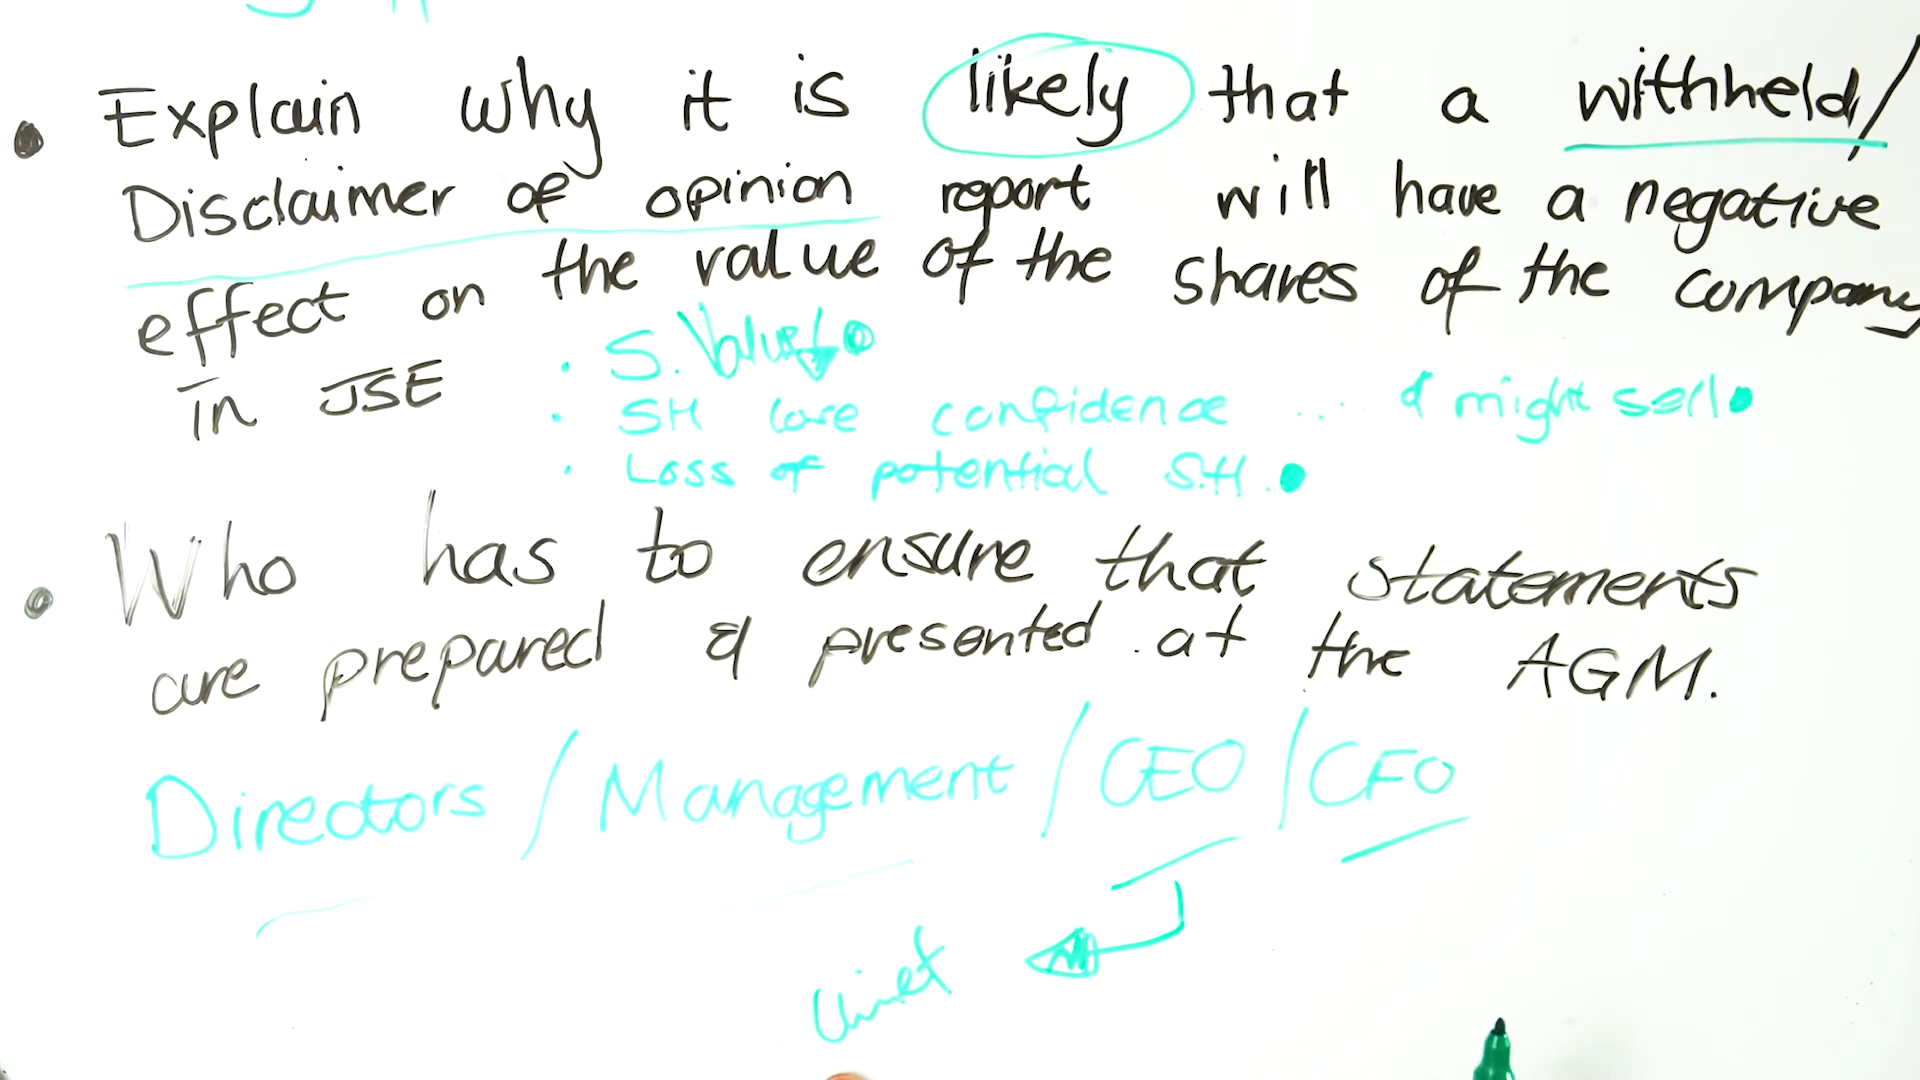 • Explain why it is likely that a withheld/
Disclaimer of opinion report will have a negative
effect on the value of the shares of the company
in JSE
• S. Value ↓
• SH lose confidence ... & might sell
• Loss of potential S.H.
• Who has to ensure that statements
are prepared & presented at the AGM.
Directors / Management / CEO / CFO